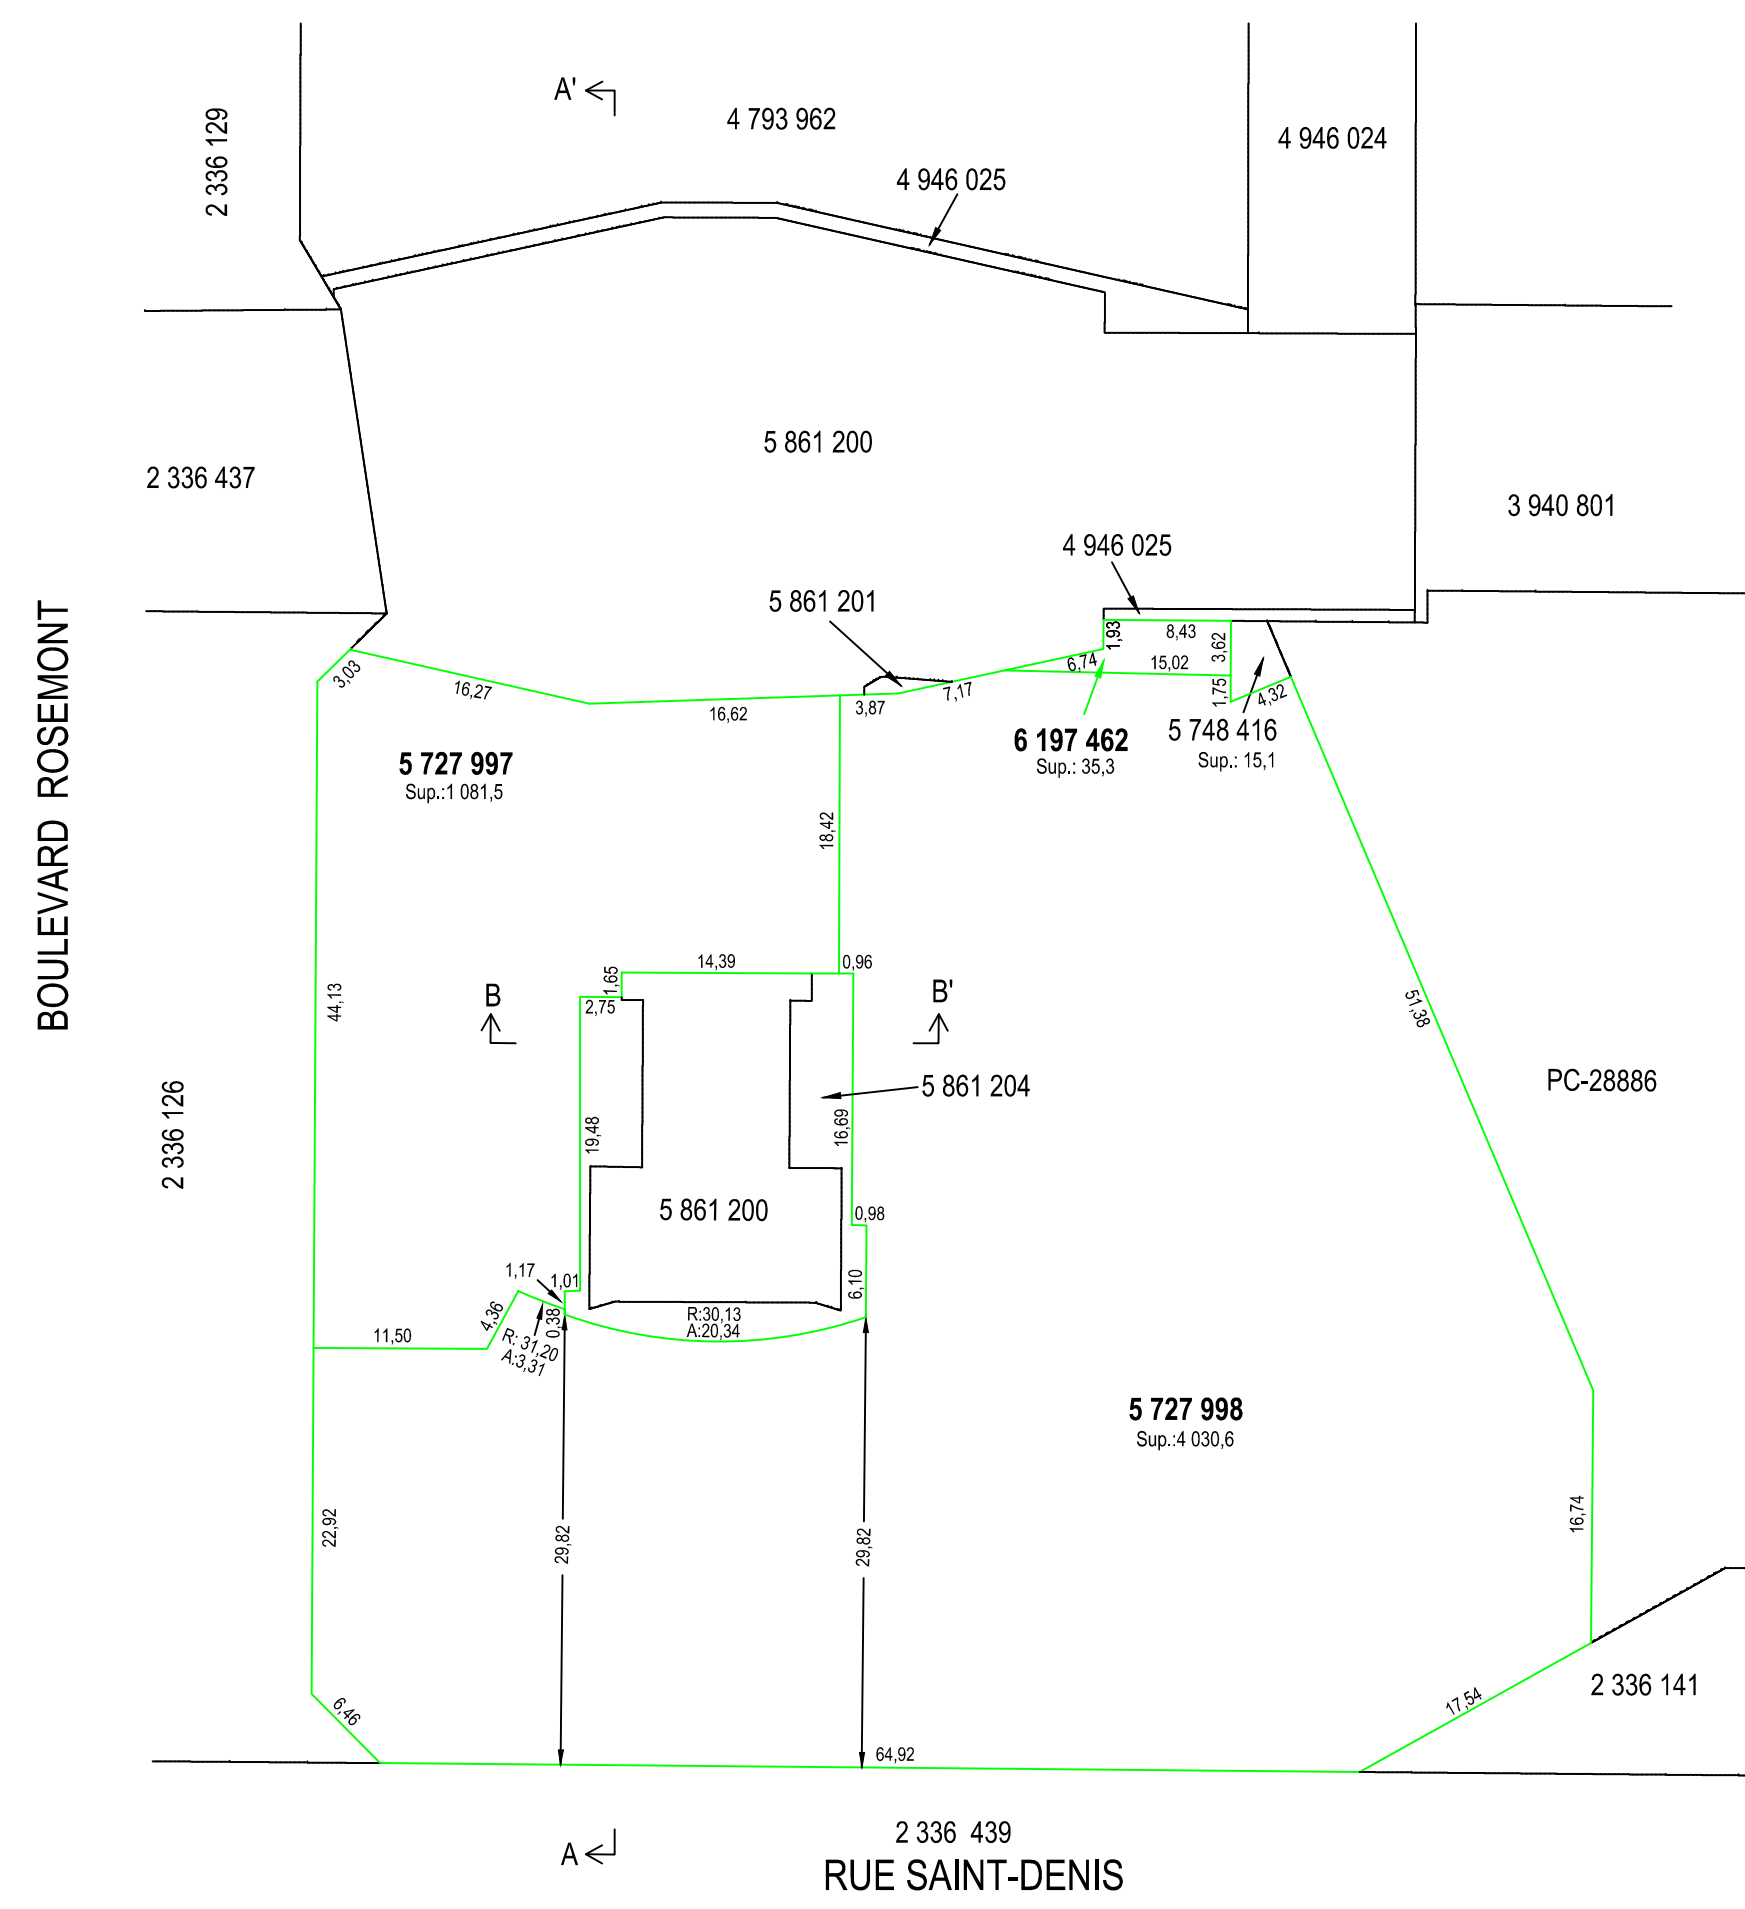 A'
4 793 962
4 946 024
2 336 129
4 946 025
5 861 200
2 336 437
3 940 801
4 946 025
5 861 201
1,93
8,43
3,62
6,74
15,02
1,75
4,32
7,17
3,87
3,03
16,27
16,62
6 197 462
Sup.: 35,3
5 748 416
Sup.: 15,1
5 727 997
Sup.:1 081,5
BOULEVARD ROSEMONT
18,42
14,39
0,96
1,65
2,75
B
B'
44,13
51,38
5 861 204
PC-28886
2 336 126
19,48
16,69
5 861 200
0,98
1,17
1,01
6,10
4,36
0,38
R:30,13
A:20,34
R: 31,20
A:3,31
11,50
5 727 998
Sup.:4 030,6
22,92
29,82
29,82
16,74
2 336 141
17,54
6,46
64,92
2 336 439
A
RUE SAINT-DENIS